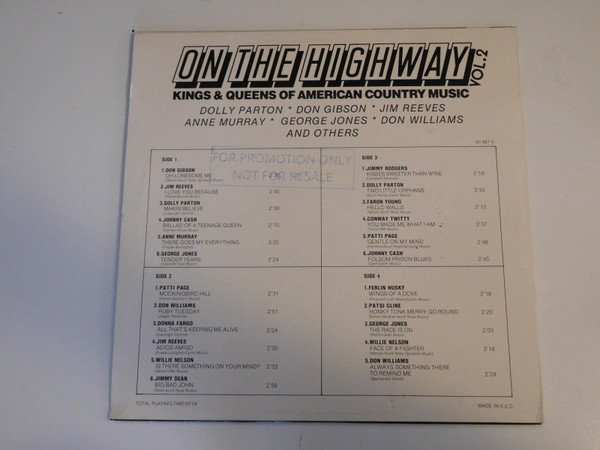 ON THE HIGHWAY VOL.2
KINGS & QUEENS OF AMERICAN COUNTRY MUSIC
DOLLY PARTON * DON GIBSON * JIM REEVES
ANNE MURRAY * GEORGE JONES * DON WILLIAMS
AND OTHERS
FOR PROMOTION ONLY
NOT FOR RESALE
SIDE 1
1.DON GIBSON
OH LONESOME ME
2.JIM REEVES
I LOVE YOU BECAUSE 2'45
3.DOLLY PARTON
MAKIN BELIEVE 2'39
4.JOHNNY CASH
BALLAD OF A TEENAGE QUEEN 2'10
5.ANNE MURRAY
THERE GOES MY EVERYTHING 3'25
6.GEORGE JONES
TENDER YEARS 2'24
SIDE 2
1.PATTI PAGE
MOCKINGBIRD HILL 2'31
2.DON WILLIAMS
RUBY TUESDAY 2'51
3.DONNA FARGO
ALL THAT'S KEEPING ME ALIVE 2'24
4.JIM REEVES
ADIOS AMIGO 2'30
5.WILLIE NELSON
IS THERE SOMETHING ON YOUR MIND?
6.JIMMY DEAN
BIG BAD JOHN 2'56
SIDE 3
1.JIMMY RODGERS
KISSES SWEETER THAN WINE 2'18
2.DOLLY PARTON
TWO LITTLE ORPHANS 2'42
3.FARON YOUNG
HELLO WALLS 2'13
4.CONWAY TWITTY
YOU MADE ME WHAT I AM 2'37
5.PATTI PAGE
GENTLE ON MY MIND 2'46
6.JOHNNY CASH
FOLSOM PRISON BLUES 2'45
SIDE 4
1.FERLIN HUSKY
WINGS OF A DOVE 2'18
2.PATSI CLINE
HONKY TONK MERRY GO ROUND 2'20
3.GEORGE JONES
THE RACE IS ON 2'05
4.WILLIE NELSON
FACE OF A FIGHTER 3'18
5.DON WILLIAMS
ALWAYS SOMETHING THERE
TO REMIND ME 2'24
TOTAL PLAYING TIME
MADE IN E.E.C.